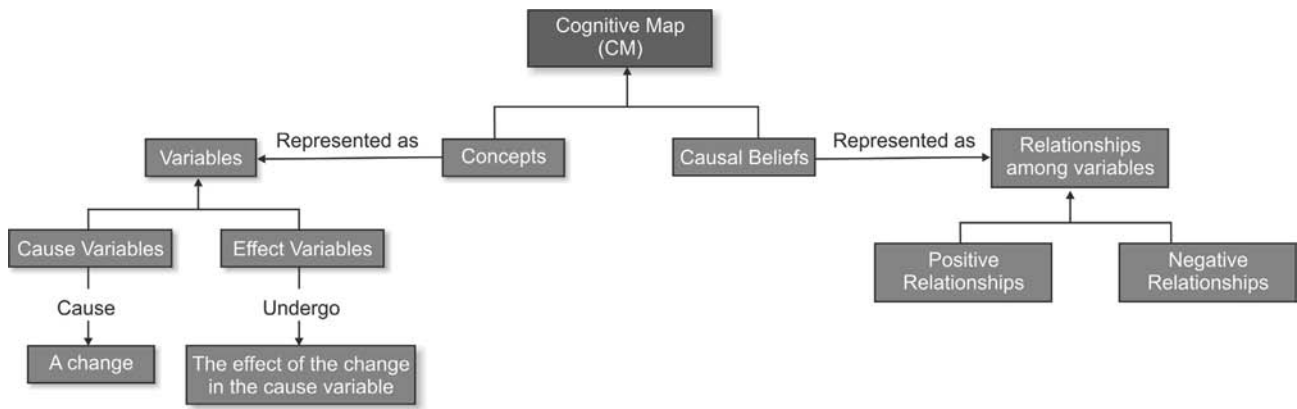 Cognitive Map
(CM)
Represented as
Represented as
Variables
Concepts
Causal Beliefs
Relationships
among variables
Cause Variables
Effect Variables
Positive
Relationships
Negative
Relationships
Cause
Undergo
A change
The effect of the change
in the cause variable